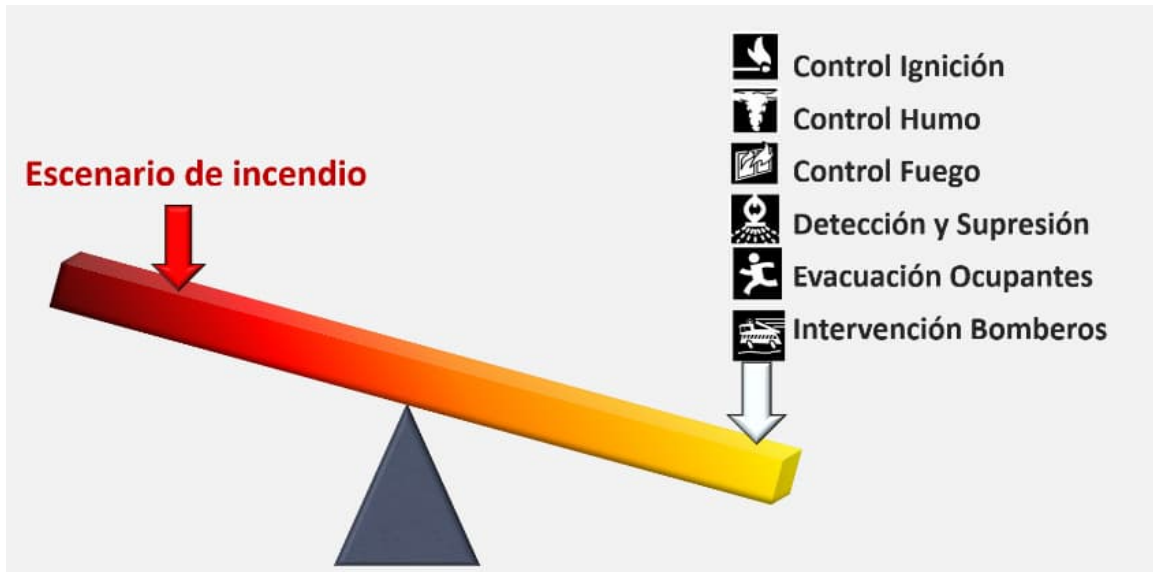 Escenario de incendio
Control Ignición
Control Humo
Control Fuego
Detección y Supresión
Evacuación Ocupantes
Intervención Bomberos